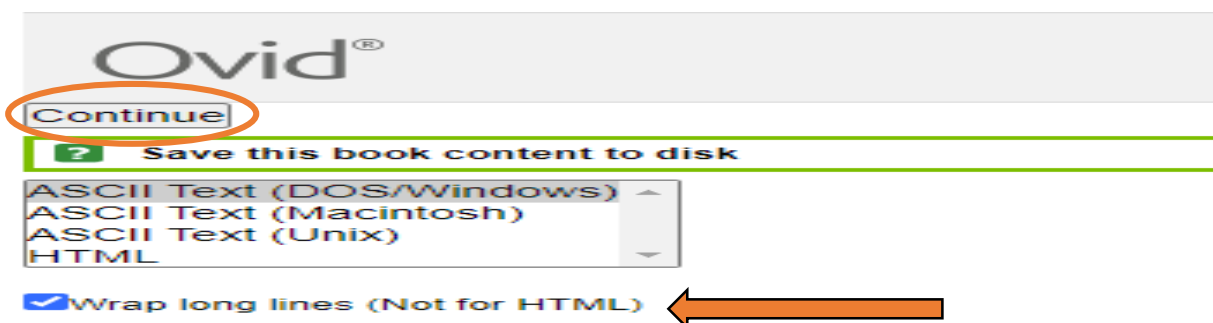 Ovid®
Continue
? Save this book content to disk
ASCII Text (DOS/Windows)
ASCII Text (Macintosh)
ASCII Text (Unix)
HTML
Wrap long lines (Not for HTML)